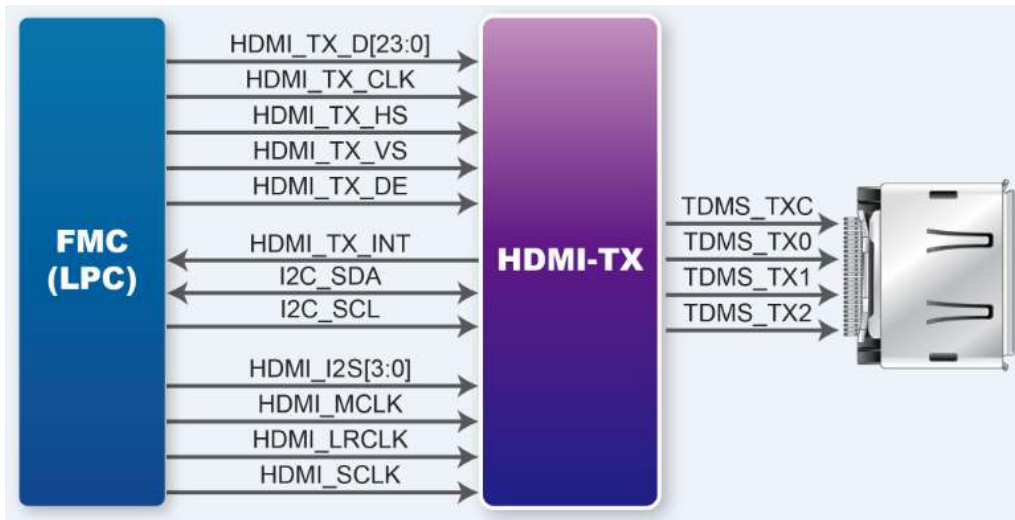 FMC
(LPC)
HDMI_TX_D[23:0]
HDMI_TX_CLK
HDMI_TX_HS
HDMI_TX_VS
HDMI_TX_DE
HDMI_TX_INT
I2C_SDA
I2C_SCL
HDMI_I2S[3:0]
HDMI_MCLK
HDMI_LRCLK
HDMI_SCLK
HDMI-TX
TDMS_TXC
TDMS_TX0
TDMS_TX1
TDMS_TX2